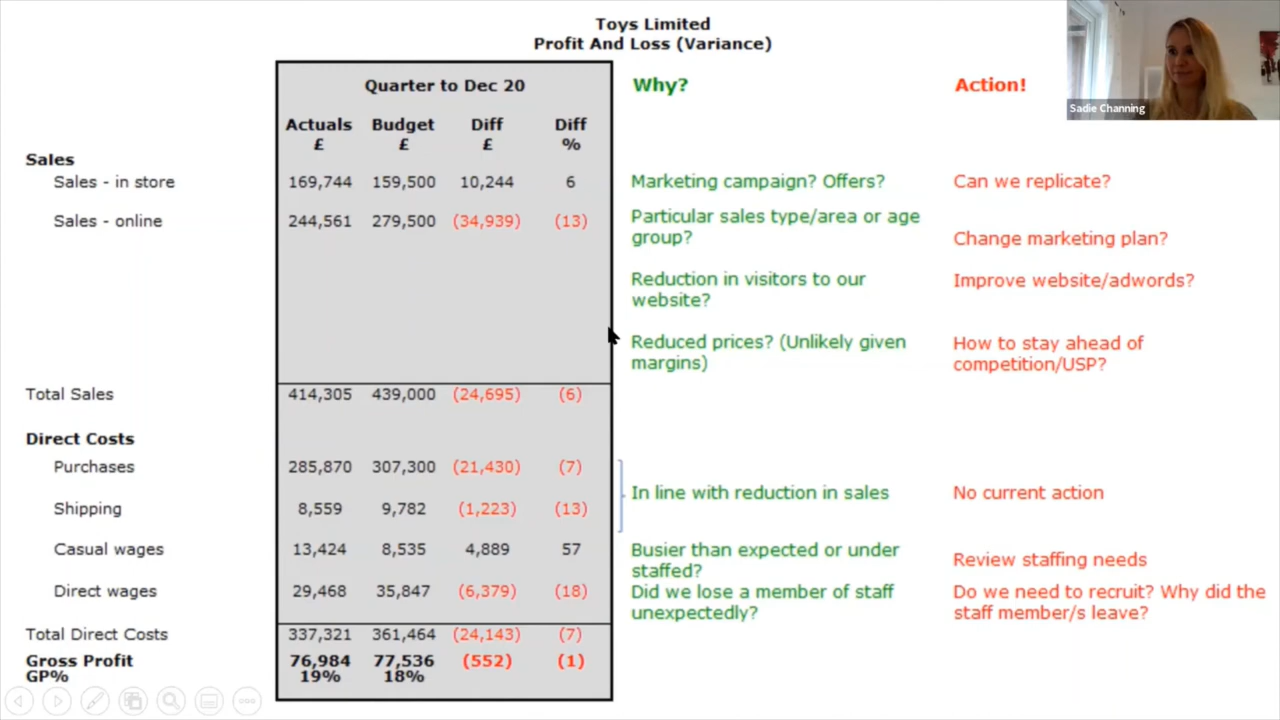 Toys Limited
Profit And Loss (Variance)
Sadie Channing
Quarter to Dec 20 Why? Action!
Actuals Budget Diff Diff
£ £ £ %
Sales
Sales - in store 169,744 159,500 10,244 6 Marketing campaign? Offers? Can we replicate?
Sales - online 244,561 279,500 (34,939) (13) Particular sales type/area or age
group? Change marketing plan?
Reduction in visitors to our Improve website/adwords?
website?
Reduced prices? (Unlikely given How to stay ahead of
margins) competition/USP?
Total Sales 414,305 439,000 (24,695) (6)
Direct Costs
Purchases 285,870 307,300 (21,430) (7)
In line with reduction in sales No current action
Shipping 8,559 9,782 (1,223) (13)
Casual wages 13,424 8,535 4,889 57 Busier than expected or under
staffed? Review staffing needs
Direct wages 29,468 35,847 (6,379) (18) Did we lose a member of staff Do we need to recruit? Why did the
unexpectedly? staff member/s leave?
Total Direct Costs 337,321 361,464 (24,143) (7)
Gross Profit 76,984 77,536 (552) (1)
GP% 19% 18%